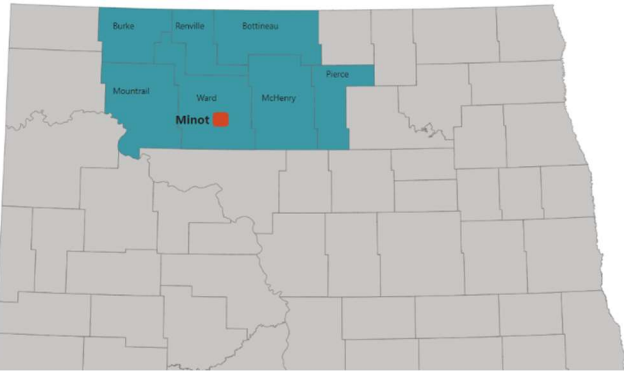 Burke
Renville
Bottineau
Pierce
Mountrail
Ward
McHenry
Minot